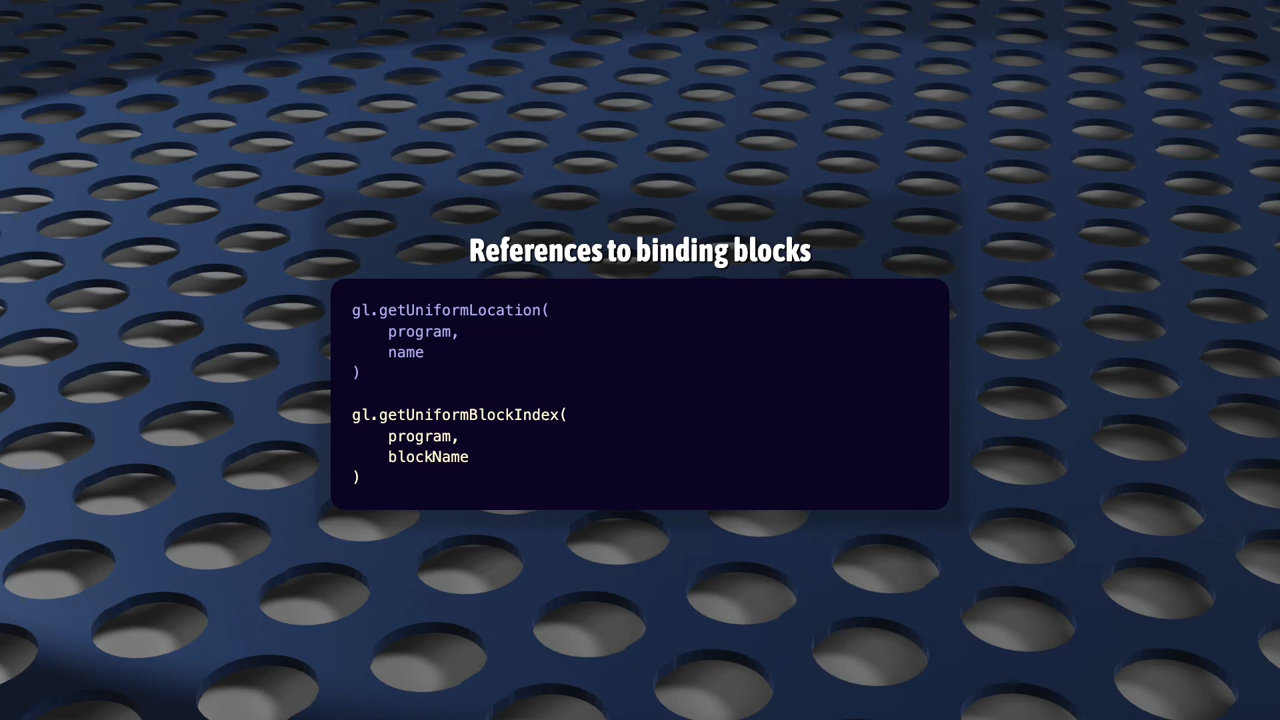 References to binding blocks
gl.getUniformLocation(
program,
name
)
gl.getUniformBlockIndex(
program,
blockName
)